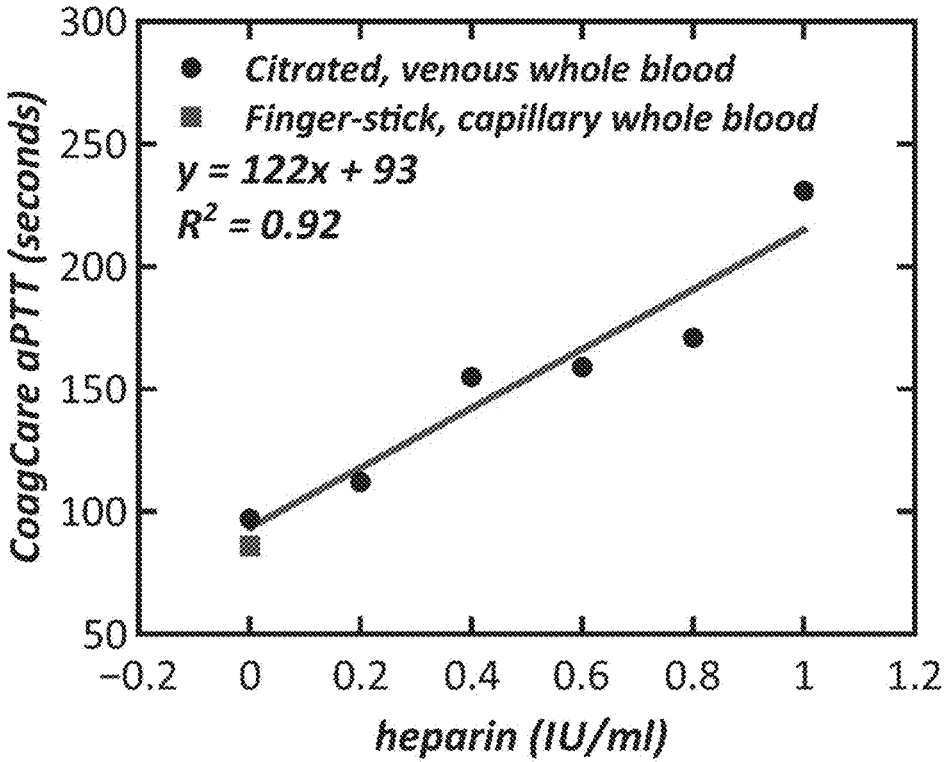 CoagCare aPTT (seconds)
300
250
200
150
100
50
Citrated, venous whole blood
Finger-stick, capillary whole blood
y = 122x + 93
R² = 0.92
−0.2 0 0.2 0.4 0.6 0.8 1 1.2
heparin (IU/ml)